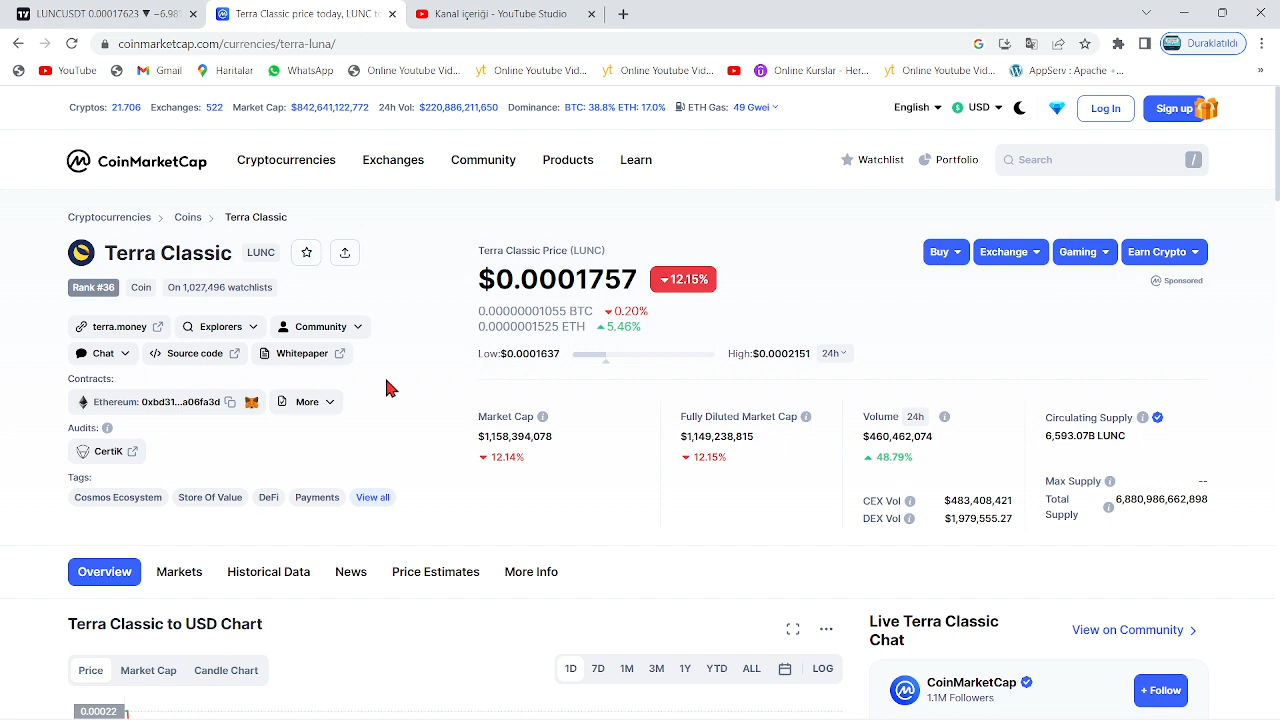 LUNCUSDT 0.00017623 ▼ −6.98
Terra Classic price today, LUNC to
Kanal içeriği - YouTube Studio
coinmarketcap.com/currencies/terra-luna/
Duraklatıldı
YouTube
Gmail
Haritalar
WhatsApp
Online Youtube Vid...
Online Youtube Vid...
Online Youtube Vid...
Online Kurslar - Her...
Online Youtube Vid...
AppServ : Apache +...
»
Cryptos: 21.706 Exchanges: 522 Market Cap: $842,641,122,772 24h Vol: $220,886,211,650 Dominance: BTC: 38.8% ETH: 17.0% ETH Gas: 49 Gwei
English
USD
Log In
Sign up
CoinMarketCap
Cryptocurrencies
Exchanges
Community
Products
Learn
Watchlist
Portfolio
Search
/
Cryptocurrencies > Coins > Terra Classic
Terra Classic LUNC
Rank #36
Coin
On 1,027,496 watchlists
terra.money
Explorers
Community
Chat
Source code
Whitepaper
Contracts:
Ethereum: 0xbd31...a06fa3d
More
Audits:
CertiK
Tags:
Cosmos Ecosystem
Store Of Value
DeFi
Payments
View all
Terra Classic Price (LUNC)
$0.0001757
12.15%
0.00000001055 BTC 0.20%
0.0000001525 ETH 5.46%
Low:$0.0001637
High:$0.0002151
24h
Buy
Exchange
Gaming
Earn Crypto
Sponsored
Market Cap
$1,158,394,078
12.14%
Fully Diluted Market Cap
$1,149,238,815
12.15%
Volume 24h
$460,462,074
48.79%
CEX Vol $483,408,421
DEX Vol $1,979,555.27
Circulating Supply
6,593.07B LUNC
Max Supply --
Total Supply 6,880,986,662,898
Overview
Markets
Historical Data
News
Price Estimates
More Info
Terra Classic to USD Chart
Price
Market Cap
Candle Chart
1D
7D
1M
3M
1Y
YTD
ALL
LOG
0.00022
Live Terra Classic
Chat
View on Community
CoinMarketCap
1.1M Followers
+ Follow